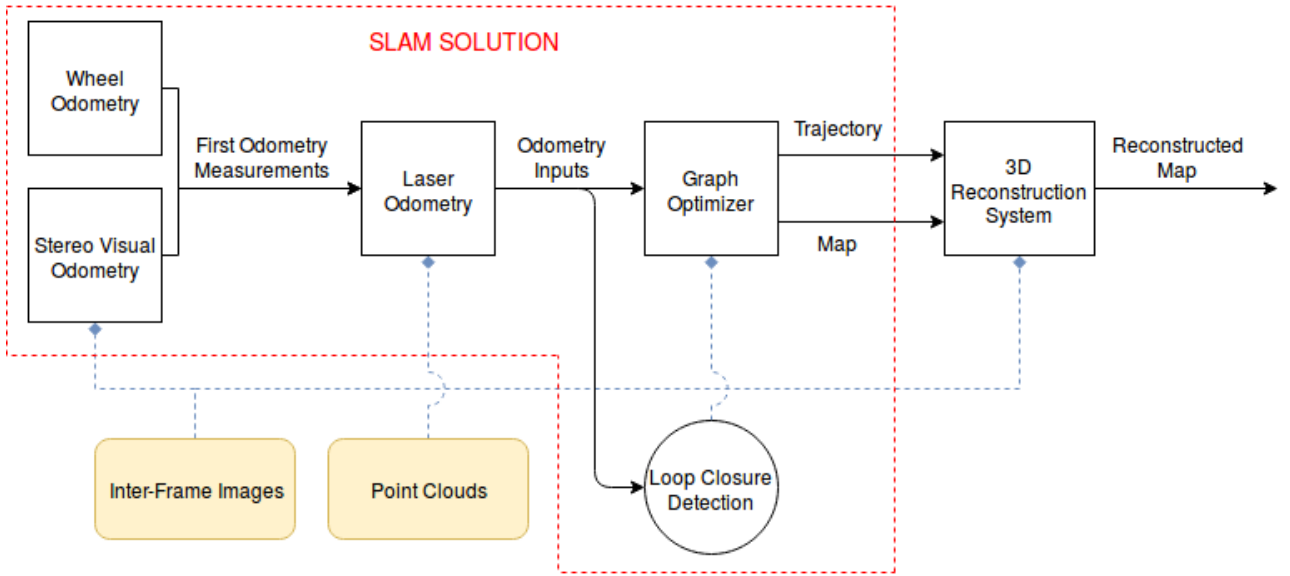 SLAM SOLUTION
Wheel
Odometry
First Odometry
Measurements
Stereo Visual
Odometry
Laser
Odometry
Odometry
Inputs
Graph
Optimizer
Trajectory
Map
3D
Reconstruction
System
Reconstructed
Map
Inter-Frame Images
Point Clouds
Loop Closure
Detection